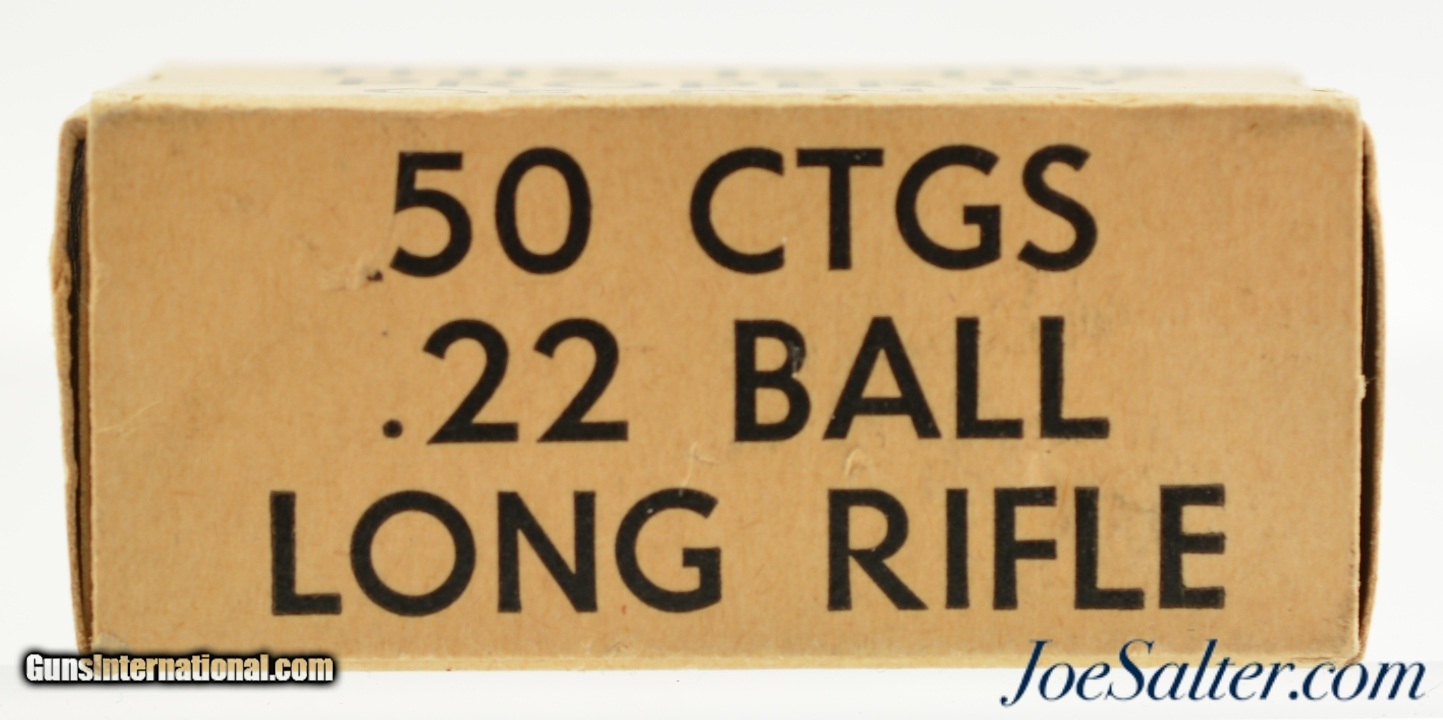 50 CTGS
.22 BALL
LONG RIFLE
GunsInternational.com
JoeSalter.com